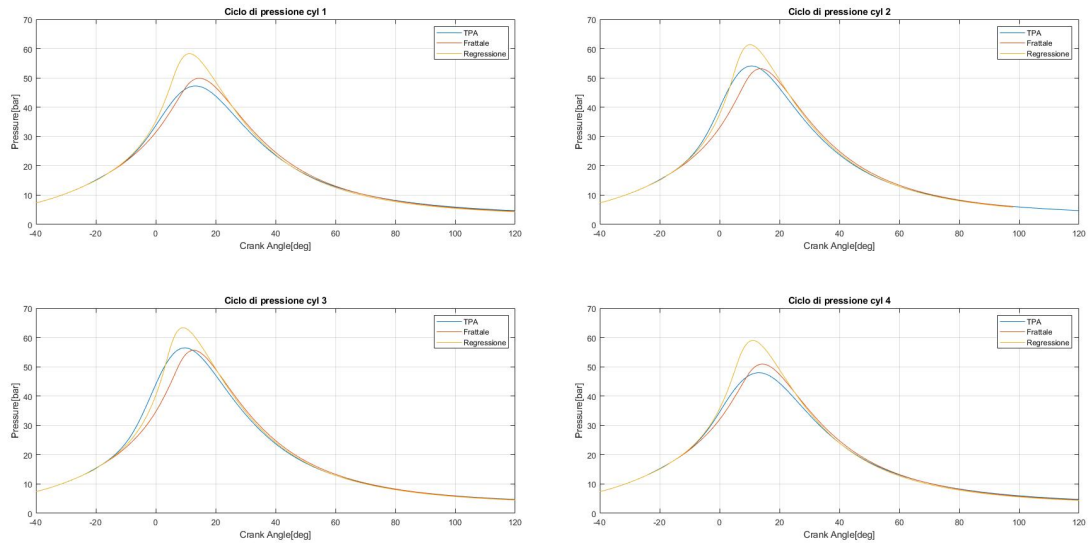 Ciclo di pressione cyl 1
70
60
50
40
30
20
10
0
Pressure[bar]
-40 -20 0 20 40 60 80 100 120
Crank Angle[deg]
TPA
Frattale
Regressione
Ciclo di pressione cyl 2
70
60
50
40
30
20
10
0
Pressure[bar]
-40 -20 0 20 40 60 80 100 120
Crank Angle[deg]
TPA
Frattale
Regressione
Ciclo di pressione cyl 3
70
60
50
40
30
20
10
0
Pressure[bar]
-40 -20 0 20 40 60 80 100 120
Crank Angle[deg]
TPA
Frattale
Regressione
Ciclo di pressione cyl 4
70
60
50
40
30
20
10
0
Pressure[bar]
-40 -20 0 20 40 60 80 100 120
Crank Angle[deg]
TPA
Frattale
Regressione